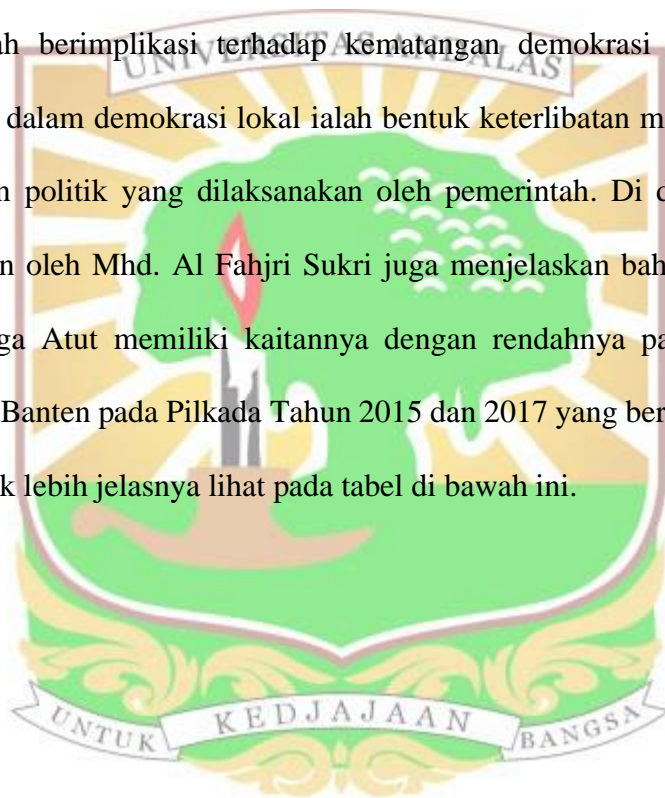 ah berimplikasi terhadap kematangan demokrasi
UNIVERSITAS ANDALAS
dalam demokrasi lokal ialah bentuk keterlibatan m
n politik yang dilaksanakan oleh pemerintah. Di d
n oleh Mhd. Al Fahjri Sukri juga menjelaskan bah
ga Atut memiliki kaitannya dengan rendahnya pa
Banten pada Pilkada Tahun 2015 dan 2017 yang ber
k lebih jelasnya lihat pada tabel di bawah ini.
UNTUK KEDJAJAAN BANGSA